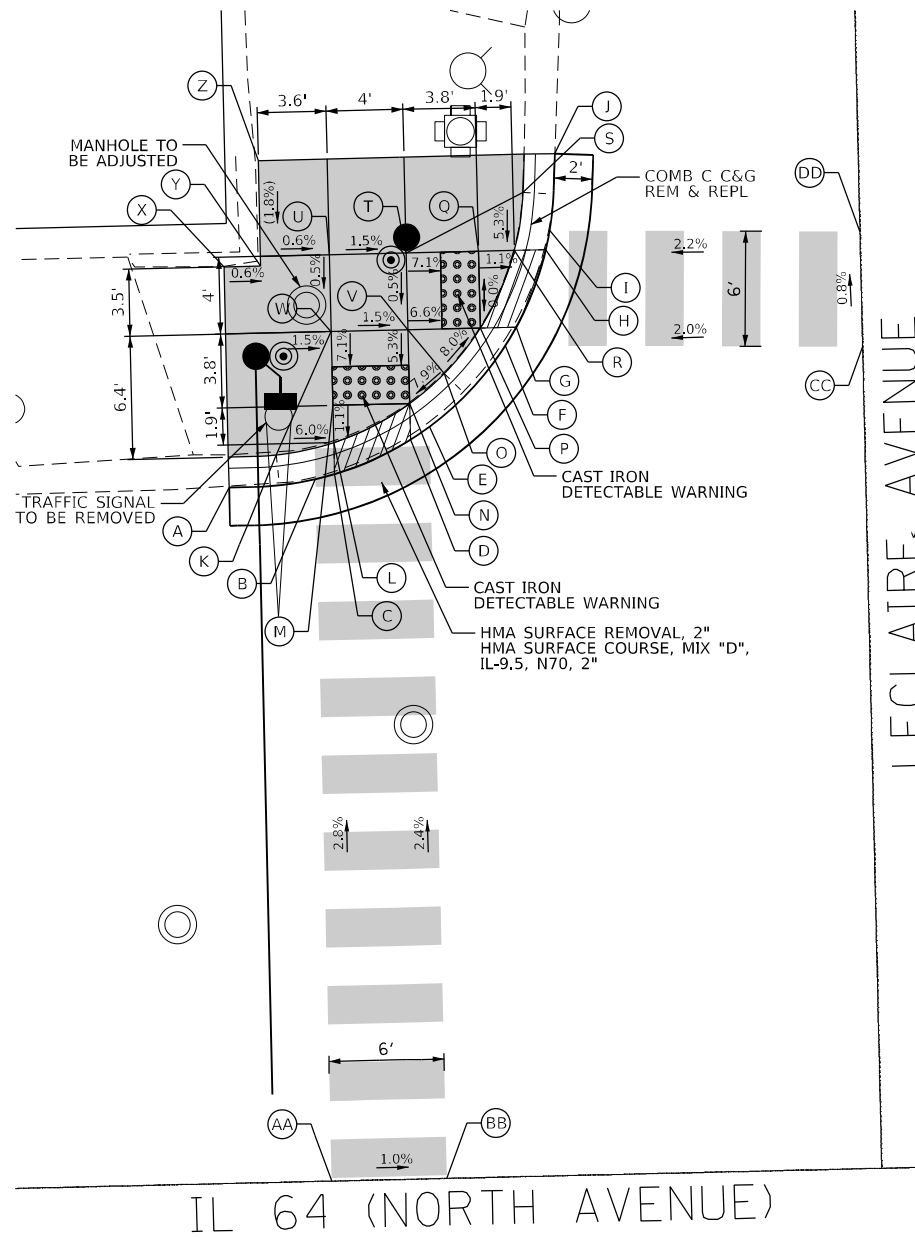 Z
3.6'
4'
3.8'
1.9'
J
S
MANHOLE TO
BE ADJUSTED
2'
COMB C C&G
REM & REPL
DD
Y
X
(1.8%)
U
T
Q
5.3%
0.6%
1.5%
7.1%
1.1%
2.2%
0.6%
0.5%
0.5%
0.0%
6'
0.8%
I
H
3.5'
4'
W
V
1.5%
6.6%
8.0%
2.0%
R
G
CC
1.5%
7.1%
5.3%
7.9%
F
P
6.4'
3.8'
1.9'
6.0%
1.1%
O
E
CAST IRON
DETECTABLE WARNING
TRAFFIC SIGNAL
TO BE REMOVED
A
N
K
D
B
L
CAST IRON
DETECTABLE WARNING
M
C
HMA SURFACE REMOVAL, 2"
HMA SURFACE COURSE, MIX "D",
IL-9.5, N70, 2"
LECLAIRE, AVENUE
2.8%
2.4%
6'
AA
BB
1.0%
IL 64 (NORTH AVENUE)